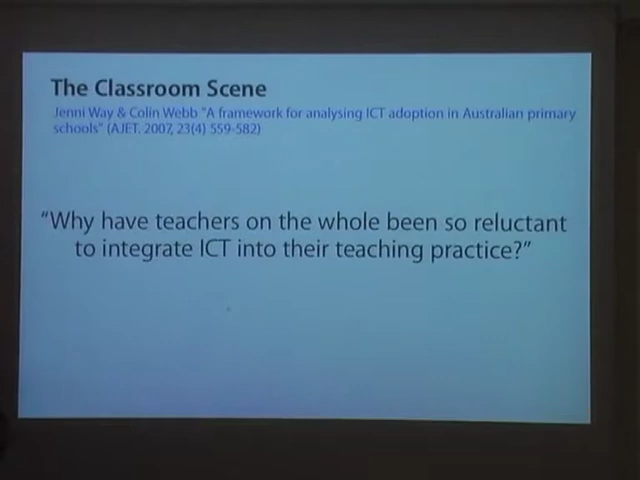 The Classroom Scene
Jenni Way & Colin Webb "A framework for analysing ICT adoption in Australian primary
schools" (AJET. 2007, 23(4) 559-582)
“Why have teachers on the whole been so reluctant
to integrate ICT into their teaching practice?”